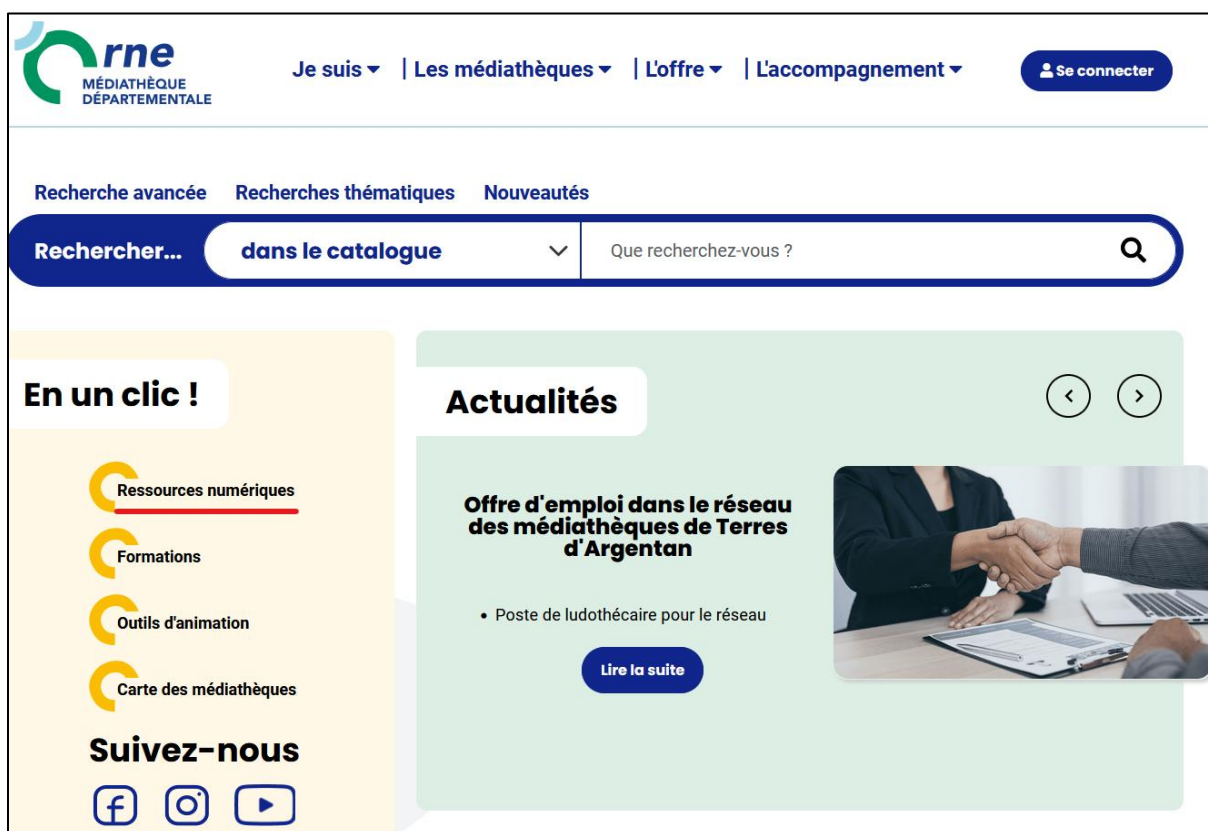 Orne
MÉDIATHÈQUE
DÉPARTEMENTALE
Je suis | Les médiathèques | L'offre | L'accompagnement
Se connecter
Recherche avancée Recherches thématiques Nouveautés
Rechercher... dans le catalogue Que recherchez-vous ?
En un clic !
Ressources numériques
Formations
Outils d'animation
Carte des médiathèques
Suivez-nous
Actualités
Offre d'emploi dans le réseau
des médiathèques de Terres
d'Argentan
• Poste de ludothécaire pour le réseau
Lire la suite